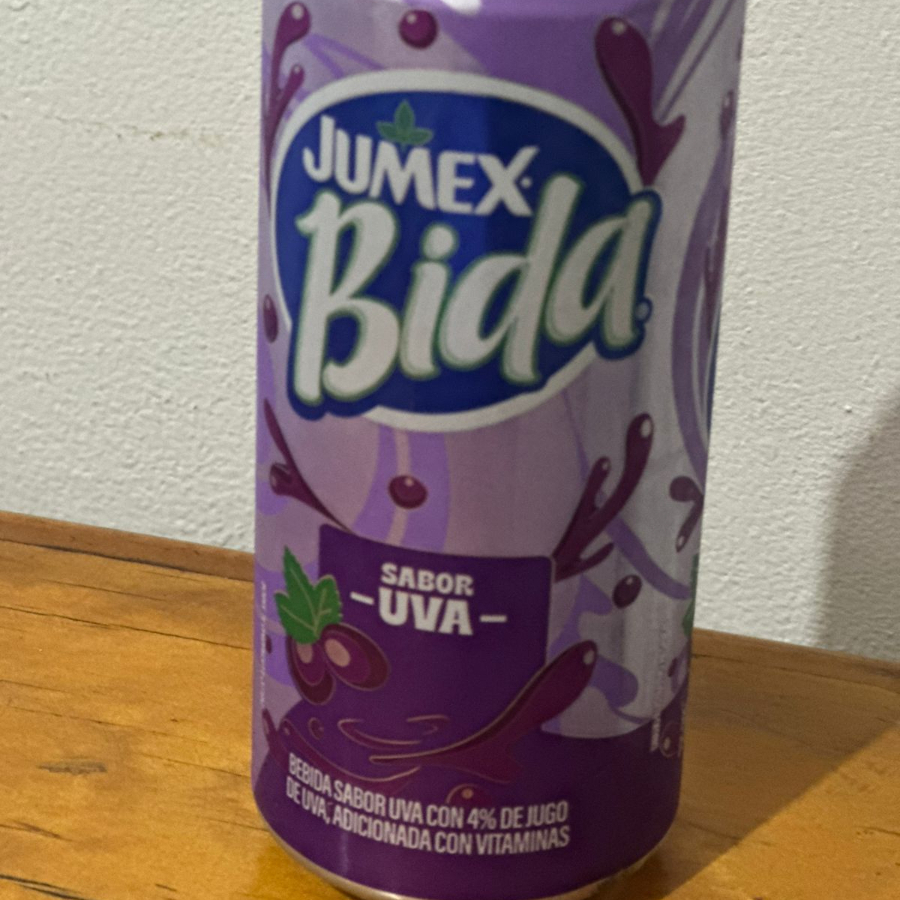 JUMEX
Bida
SABOR
-UVA-
BEBIDA SABOR UVA CON 4% DE JUGO
DE UVA, ADICIONADA CON VITAMINAS